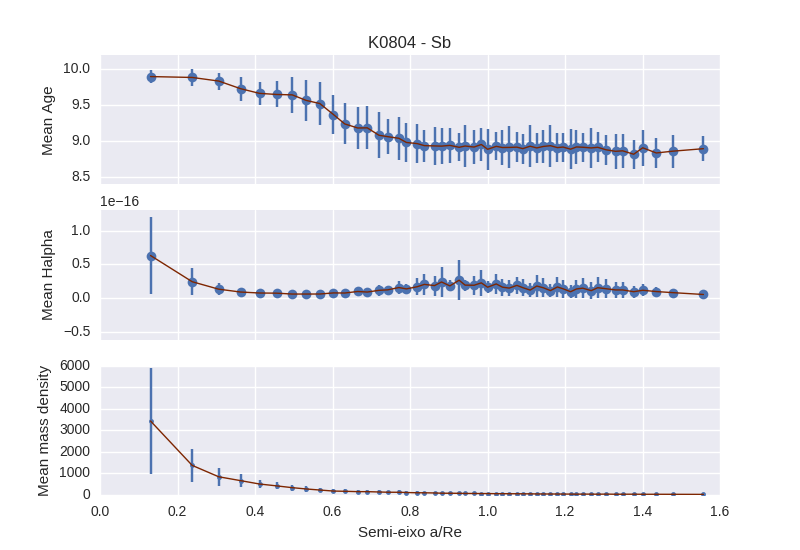 K0804 - Sb
10.0
9.5
9.0
8.5
Mean Age
1e−16
1.0
0.5
0.0
−0.5
Mean Halpha
6000
5000
4000
3000
2000
1000
0
Mean mass density
0.0 0.2 0.4 0.6 0.8 1.0 1.2 1.4 1.6
Semi-eixo a/Re